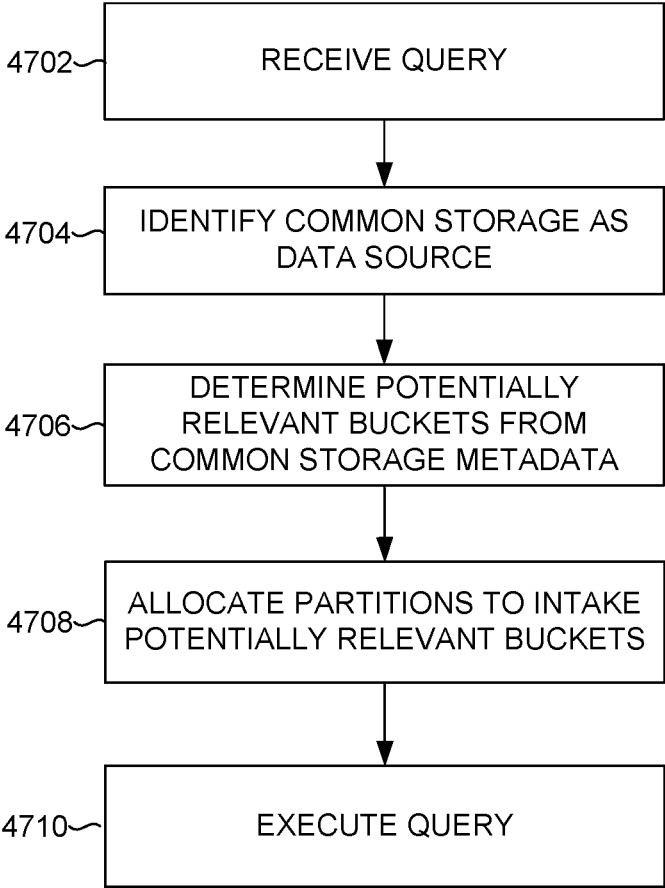 4702
RECEIVE QUERY
4704
IDENTIFY COMMON STORAGE AS
DATA SOURCE
4706
DETERMINE POTENTIALLY
RELEVANT BUCKETS FROM
COMMON STORAGE METADATA
4708
ALLOCATE PARTITIONS TO INTAKE
POTENTIALLY RELEVANT BUCKETS
4710
EXECUTE QUERY